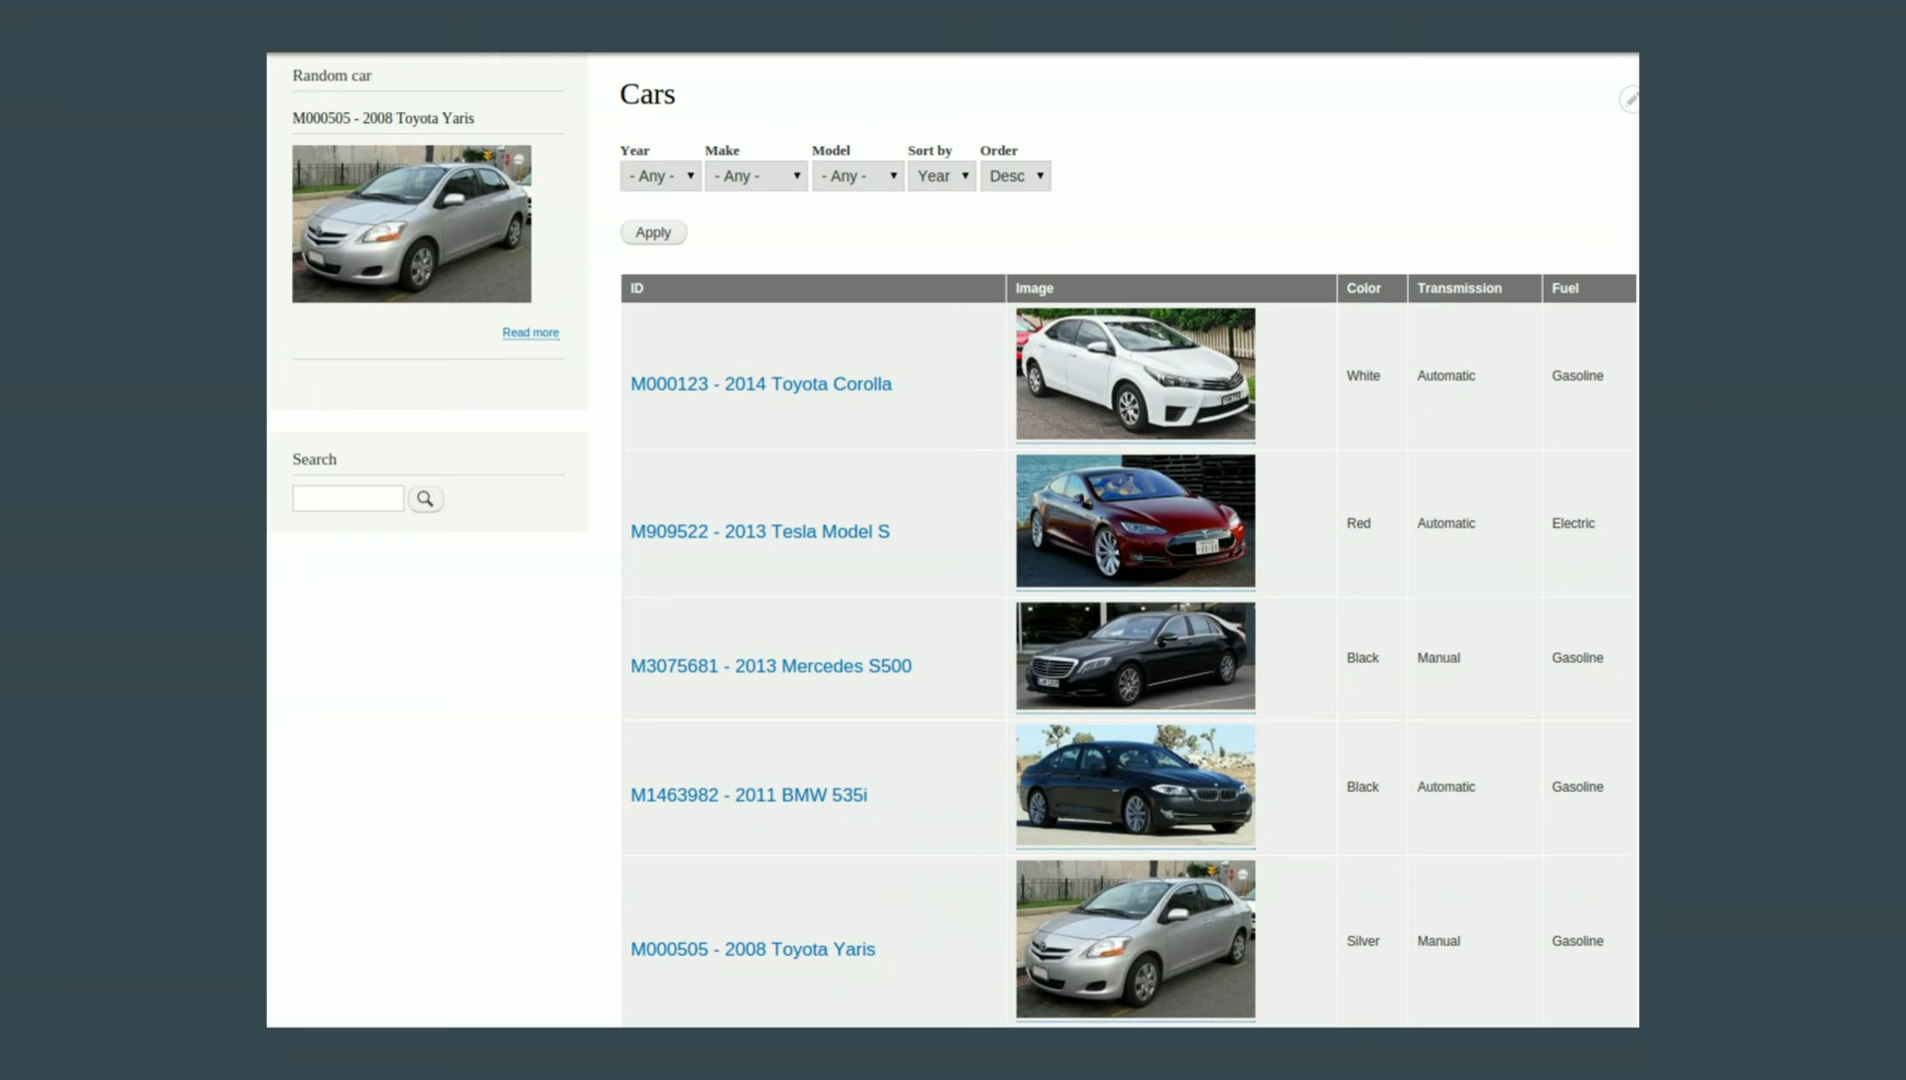 Random car
M000505 - 2008 Toyota Yaris
Read more
Search
Cars
Year Make Model Sort by Order
- Any - - Any - - Any - Year Desc
Apply
ID Image Color Transmission Fuel
M000123 - 2014 Toyota Corolla White Automatic Gasoline
M909522 - 2013 Tesla Model S Red Automatic Electric
M3075681 - 2013 Mercedes S500 Black Manual Gasoline
M1463982 - 2011 BMW 535i Black Automatic Gasoline
M000505 - 2008 Toyota Yaris Silver Manual Gasoline